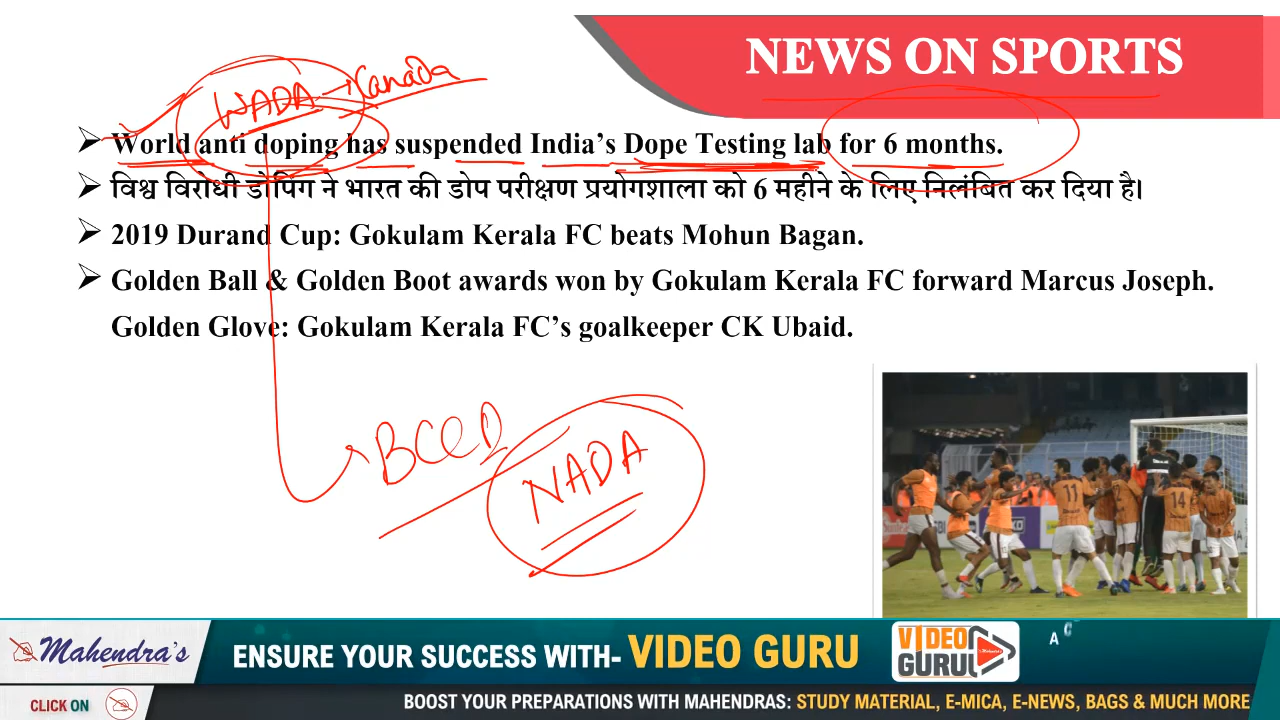 NEWS ON SPORTS
WADA - Canada
World anti doping has suspended India's Dope Testing lab for 6 months.
विश्व विरोधी डोपिंग ने भारत की डोप परीक्षण प्रयोगशाला को 6 महीने के लिए निलंबित कर दिया है।
2019 Durand Cup: Gokulam Kerala FC beats Mohun Bagan.
Golden Ball & Golden Boot awards won by Gokulam Kerala FC forward Marcus Joseph.
Golden Glove: Gokulam Kerala FC's goalkeeper CK Ubaid.
NADA
11
14
Mahendra's
ENSURE YOUR SUCCESS WITH- VIDEO GURU
VIDEO
GURU
A
CLICK ON
BOOST YOUR PREPARATIONS WITH MAHENDRAS: STUDY MATERIAL, E-MICA, E-NEWS, BAGS & MUCH MORE